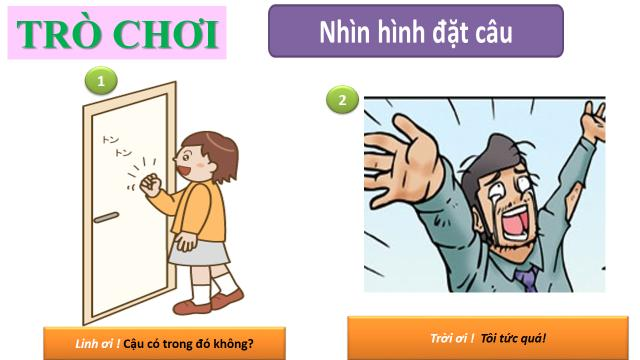 TRÒ CHƠI
Nhìn hình đặt câu
1
トン
トン
2
Linh ơi ! Cậu có trong đó không?
Trời ơi ! Tôi tức quá!